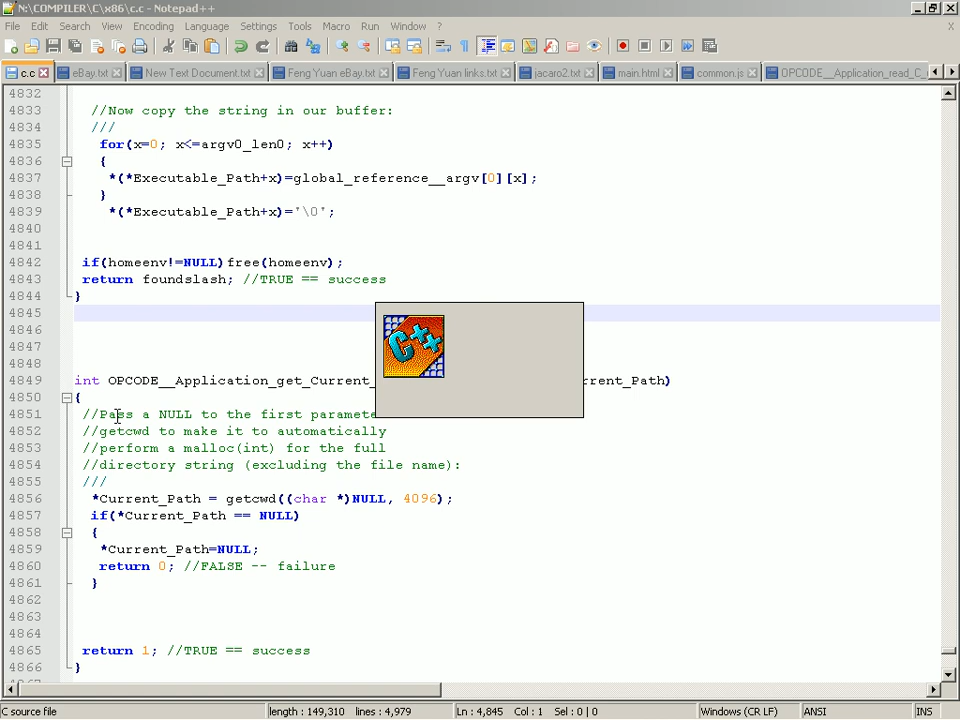 N:\COMPILER\C\x86\c.c - Notepad++
File Edit Search View Encoding Language Settings Tools Macro Run Window ?
X
c.c eBay.txt New Text Document.txt Feng Yuan eBay.txt Feng Yuan links.txt jacaro2.txt main.html common.js OPCODE__Application_read_C_
4832
4833 //Now copy the string in our buffer:
4834 ///
4835 for(x=0; x<=argv0_len0; x++)
4836 {
4837 *(*Executable_Path+x)=global_reference__argv[0][x];
4838 }
4839 *(*Executable_Path+x)='\0';
4840
4841
4842 if(homeenv!=NULL)free(homeenv);
4843 return foundslash; //TRUE == success
4844 }
4845
4846
4847
4848
4849 int OPCODE__Application_get_Current_ rrent_Path)
4850 {
4851 //Pass a NULL to the first paramete
4852 //getcwd to make it to automatically
4853 //perform a malloc(int) for the full
4854 //directory string (excluding the file name):
4855 ///
4856 *Current_Path = getcwd((char *)NULL, 4096);
4857 if(*Current_Path == NULL)
4858 {
4859 *Current_Path=NULL;
4860 return 0; //FALSE -- failure
4861 }
4862
4863
4864
4865 return 1; //TRUE == success
4866 }
C++
C source file length : 149,310 lines : 4,979 Ln : 4,845 Col : 1 Sel : 0 | 0 Windows (CR LF) ANSI INS